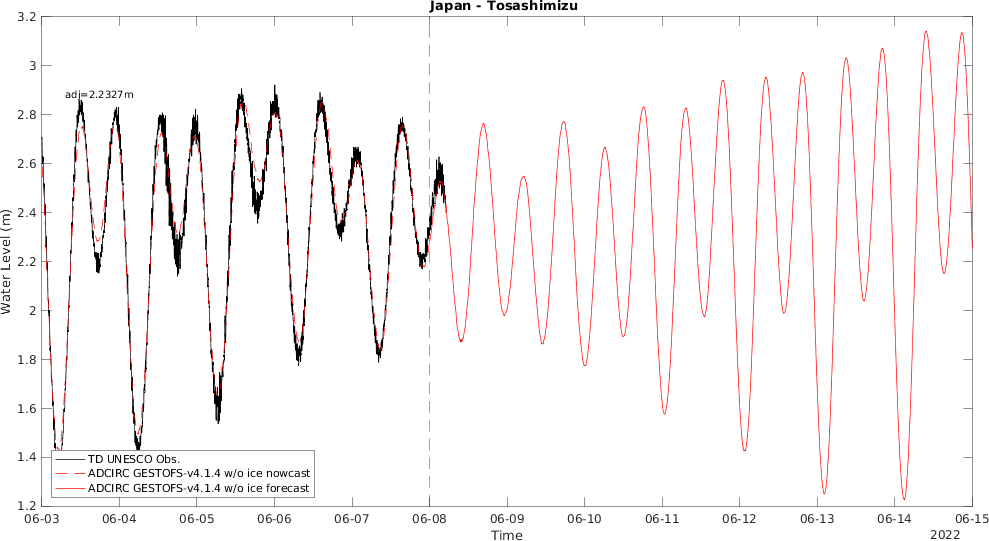 Japan - Tosashimizu
3.2
3
2.8
2.6
2.4
2.2
2
1.8
1.6
1.4
1.2
Water Level (m)
adj=2.2327m
TD UNESCO Obs.
ADCIRC GESTOFS-v4.1.4 w/o ice nowcast
ADCIRC GESTOFS-v4.1.4 w/o ice forecast
06-03 06-04 06-05 06-06 06-07 06-08 06-09 06-10 06-11 06-12 06-13 06-14 06-15
Time
2022